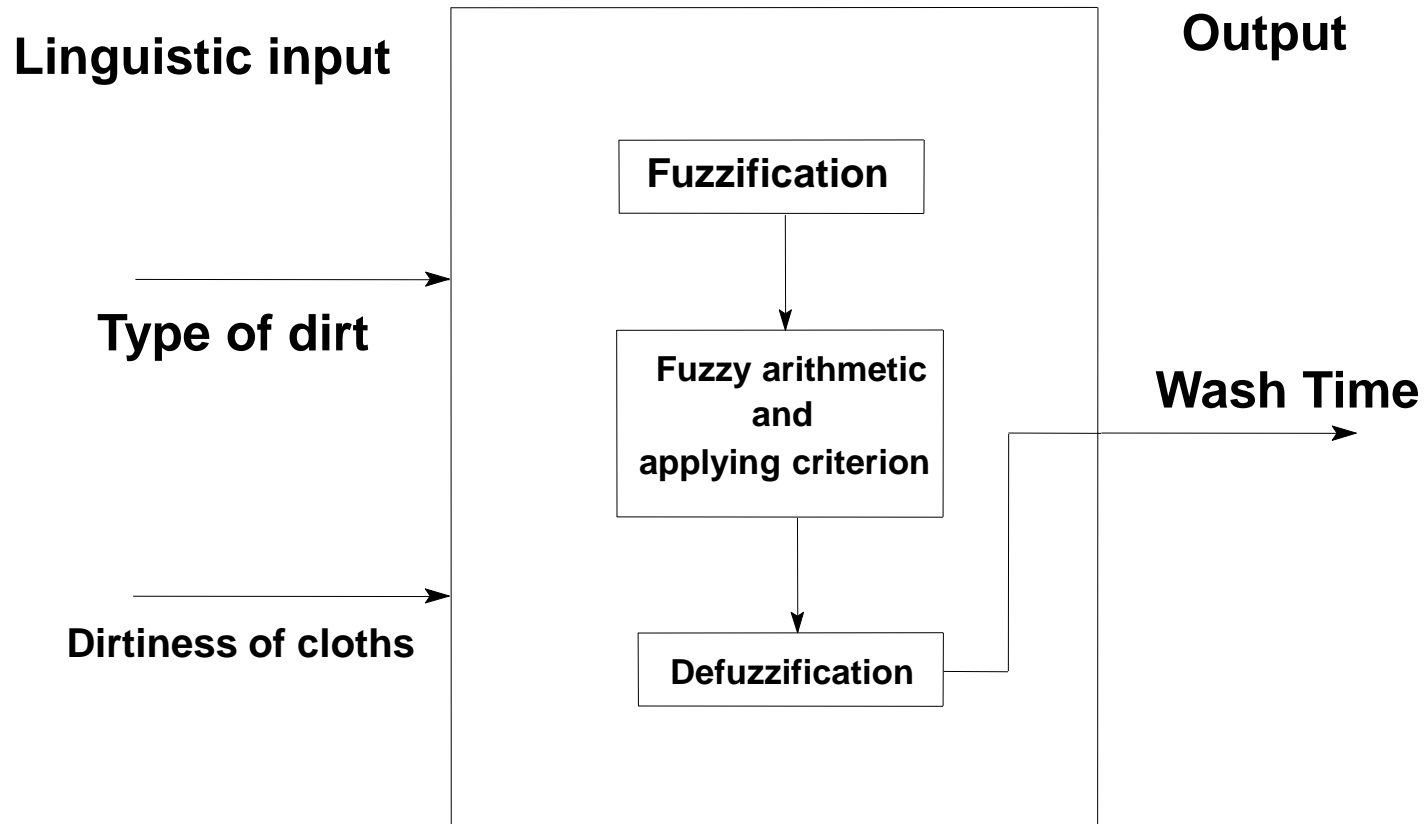 Linguistic input
Output
Fuzzification
Type of dirt
Fuzzy arithmetic
and
applying criterion
Wash Time
Dirtiness of cloths
Defuzzification